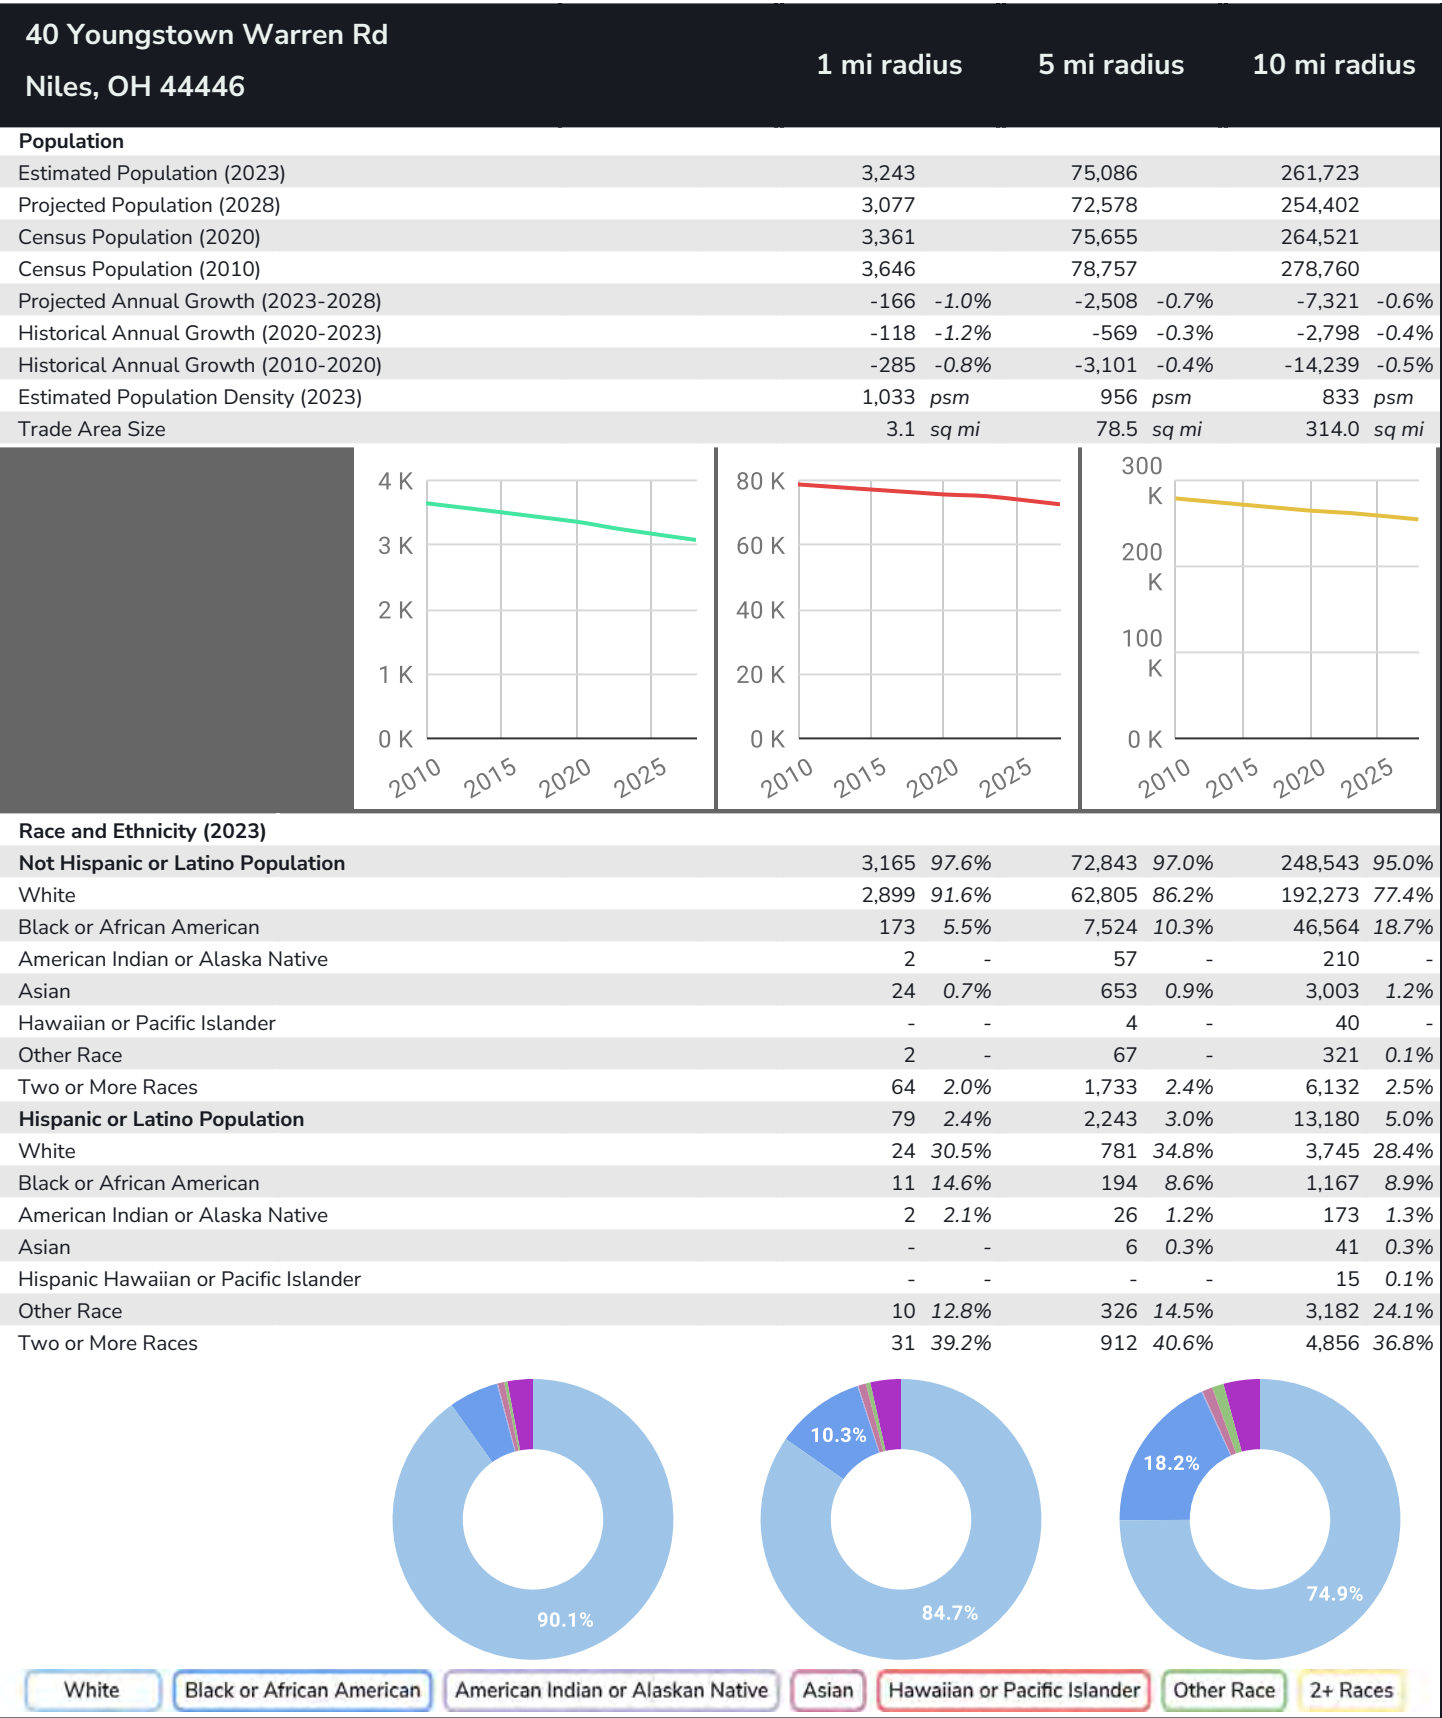 40 Youngstown Warren Rd
Niles, OH 44446
1 mi radius 5 mi radius 10 mi radius
Population
Estimated Population (2023) 3,243 75,086 261,723
Projected Population (2028) 3,077 72,578 254,402
Census Population (2020) 3,361 75,655 264,521
Census Population (2010) 3,646 78,757 278,760
Projected Annual Growth (2023-2028) -166 -1.0% -2,508 -0.7% -7,321 -0.6%
Historical Annual Growth (2020-2023) -118 -1.2% -569 -0.3% -2,798 -0.4%
Historical Annual Growth (2010-2020) -285 -0.8% -3,101 -0.4% -14,239 -0.5%
Estimated Population Density (2023) 1,033 psm 956 psm 833 psm
Trade Area Size 3.1 sq mi 78.5 sq mi 314.0 sq mi
4 K
3 K
2 K
1 K
0 K
2010 2015 2020 2025
80 K
60 K
40 K
20 K
0 K
2010 2015 2020 2025
300
K
200
K
100
K
0 K
2010 2015 2020 2025
Race and Ethnicity (2023)
Not Hispanic or Latino Population 3,165 97.6% 72,843 97.0% 248,543 95.0%
White 2,899 91.6% 62,805 86.2% 192,273 77.4%
Black or African American 173 5.5% 7,524 10.3% 46,564 18.7%
American Indian or Alaska Native 2 - 57 - 210 -
Asian 24 0.7% 653 0.9% 3,003 1.2%
Hawaiian or Pacific Islander - - 4 - 40 -
Other Race 2 - 67 - 321 0.1%
Two or More Races 64 2.0% 1,733 2.4% 6,132 2.5%
Hispanic or Latino Population 79 2.4% 2,243 3.0% 13,180 5.0%
White 24 30.5% 781 34.8% 3,745 28.4%
Black or African American 11 14.6% 194 8.6% 1,167 8.9%
American Indian or Alaska Native 2 2.1% 26 1.2% 173 1.3%
Asian - - 6 0.3% 41 0.3%
Hispanic Hawaiian or Pacific Islander - - - - 15 0.1%
Other Race 10 12.8% 326 14.5% 3,182 24.1%
Two or More Races 31 39.2% 912 40.6% 4,856 36.8%
90.1%
10.3%
84.7%
18.2%
74.9%
White Black or African American American Indian or Alaskan Native Asian Hawaiian or Pacific Islander Other Race 2+ Races